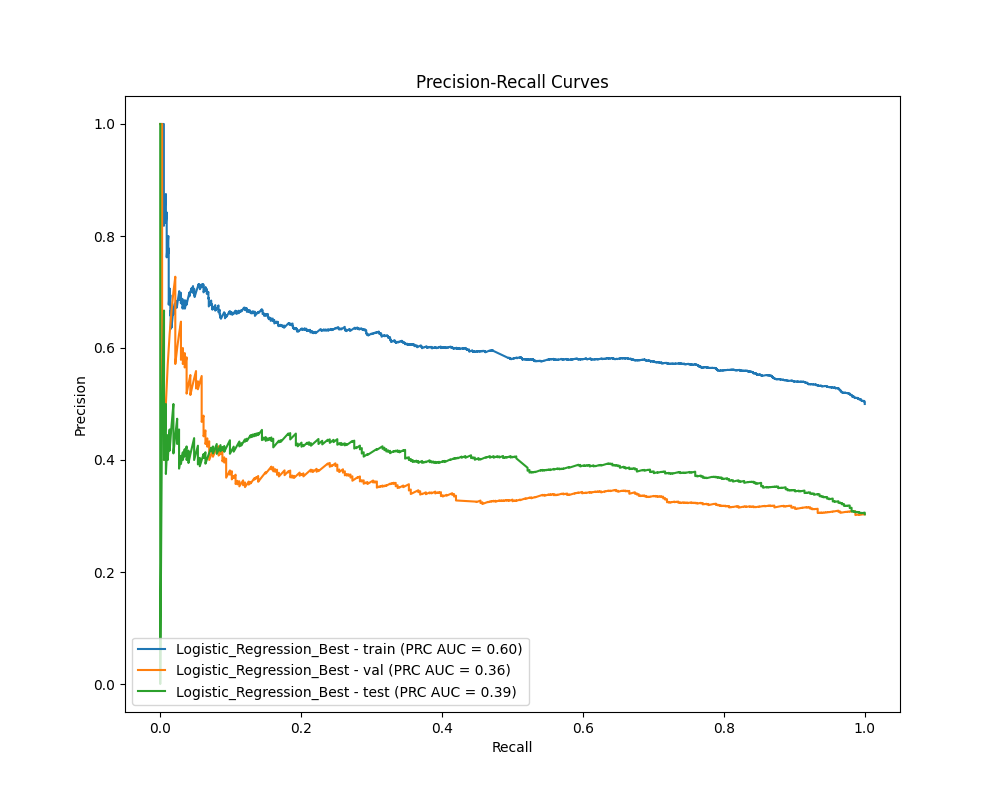 Precision-Recall Curves
1.0
0.8
0.6
0.4
0.2
0.0
Precision
Logistic_Regression_Best - train (PRC AUC = 0.60)
Logistic_Regression_Best - val (PRC AUC = 0.36)
Logistic_Regression_Best - test (PRC AUC = 0.39)
0.0 0.2 0.4 0.6 0.8 1.0
Recall